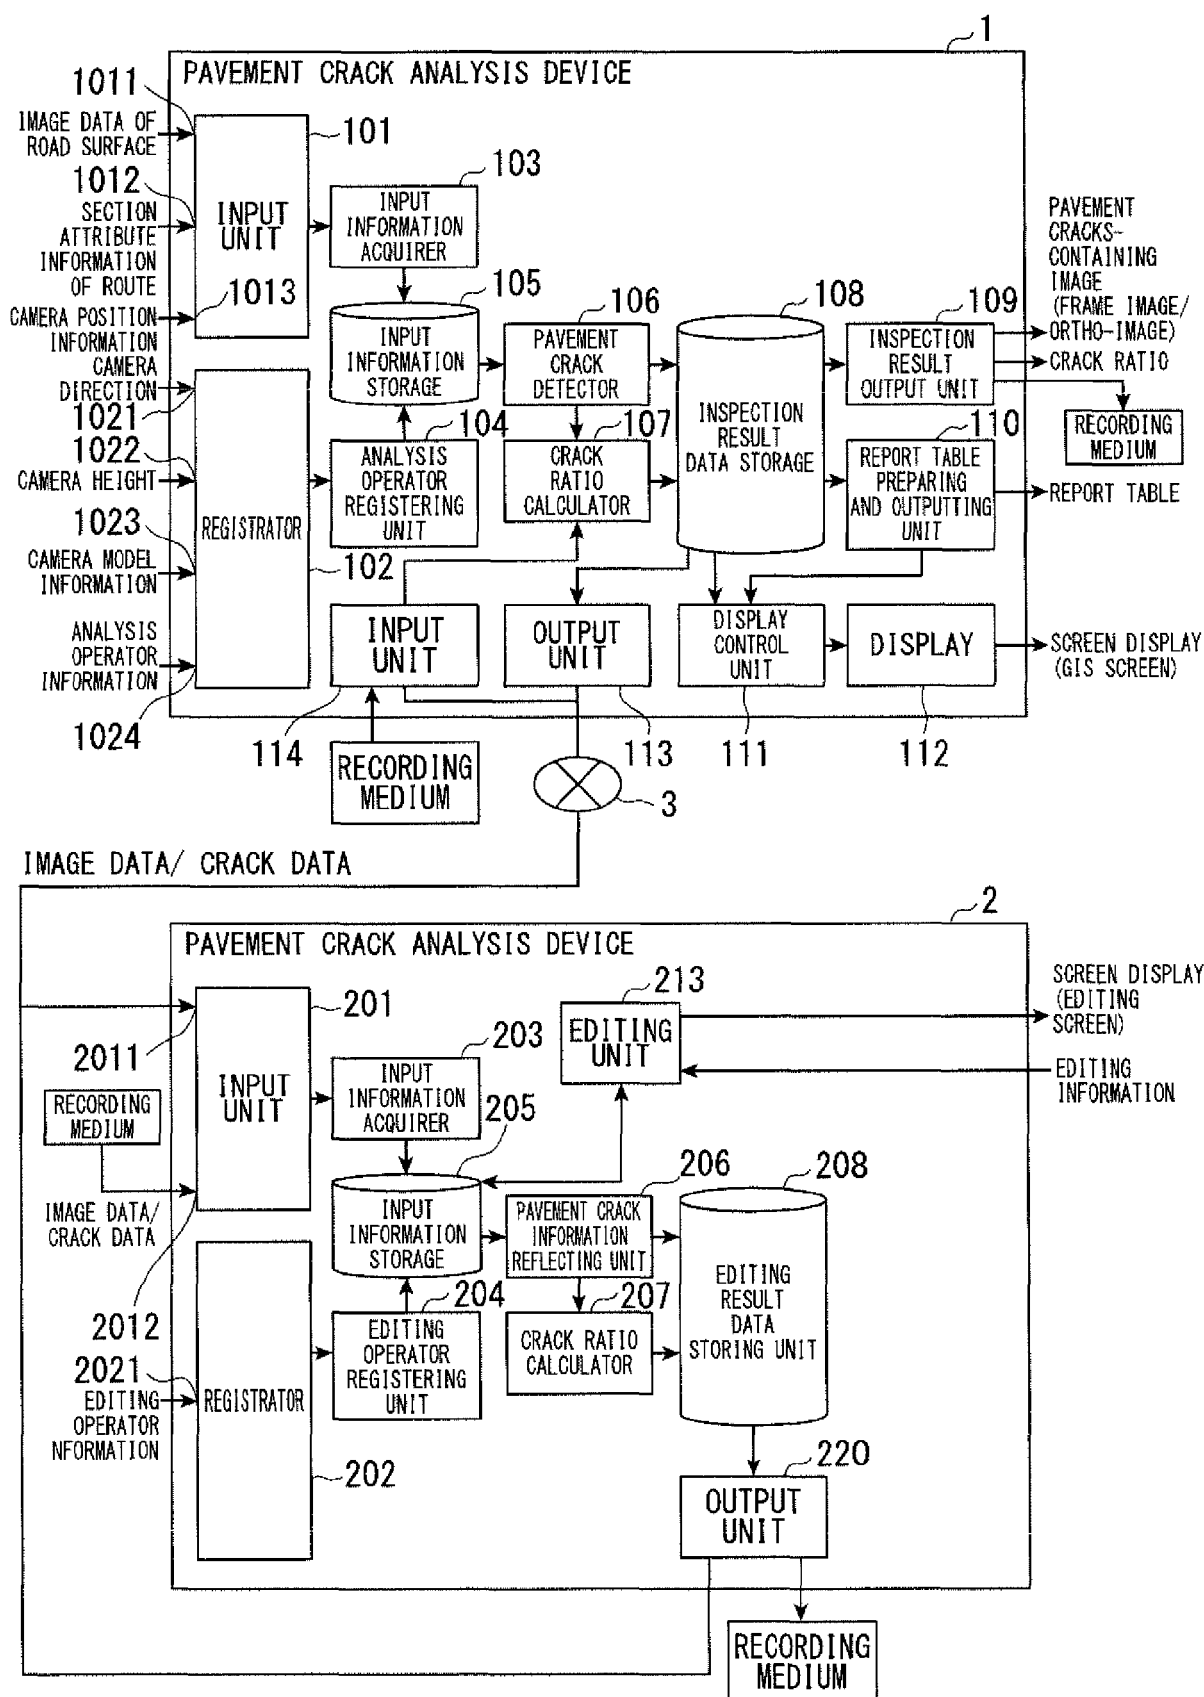 1
PAVEMENT CRACK ANALYSIS DEVICE
1011
IMAGE DATA OF
ROAD SURFACE
101
103
1012
SECTION
ATTRIBUTE
INFORMATION
OF ROUTE
INPUT
UNIT
INPUT
INFORMATION
ACQUIRER
PAVEMENT
CRACKS-
CONTAINING
IMAGE
(FRAME IMAGE/
ORTHO-IMAGE)
1013
105
106
108
109
CAMERA POSITION
INFORMATION
CAMERA
DIRECTION
INPUT
INFORMATION
STORAGE
PAVEMENT
CRACK
DETECTOR
INSPECTION
RESULT
OUTPUT UNIT
CRACK RATIO
1021
104
107
INSPECTION
RESULT
DATA STORAGE
110
RECORDING
MEDIUM
1022
CAMERA HEIGHT
ANALYSIS
OPERATOR
REGISTERING
UNIT
CRACK
RATIO
CALCULATOR
REPORT TABLE
PREPARING
AND OUTPUTTING
UNIT
REPORT TABLE
1023
REGISTRATOR
CAMERA MODEL
INFORMATION
102
ANALYSIS
OPERATOR
INFORMATION
INPUT
UNIT
OUTPUT
UNIT
DISPLAY
CONTROL
UNIT
DISPLAY
SCREEN DISPLAY
(GIS SCREEN)
1024
114
113
111
112
RECORDING
MEDIUM
3
IMAGE DATA/ CRACK DATA
2
PAVEMENT CRACK ANALYSIS DEVICE
201
213
SCREEN DISPLAY
(EDITING
SCREEN)
2011
203
EDITING
UNIT
RECORDING
MEDIUM
INPUT
UNIT
INPUT
INFORMATION
ACQUIRER
EDITING
INFORMATION
205
206
208
IMAGE DATA/
CRACK DATA
INPUT
INFORMATION
STORAGE
PAVEMENT CRACK
INFORMATION
REFLECTING UNIT
EDITING
RESULT
DATA
STORING UNIT
2012
204
207
EDITING
OPERATOR
REGISTERING
UNIT
CRACK RATIO
CALCULATOR
2021
EDITING
OPERATOR
NFORMATION
REGISTRATOR
202
220
OUTPUT
UNIT
RECORDING
MEDIUM